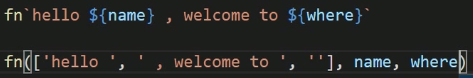 fn`hello ${name} , welcome to ${where}`
fn(['hello ', ' , welcome to ', ''], name, where)